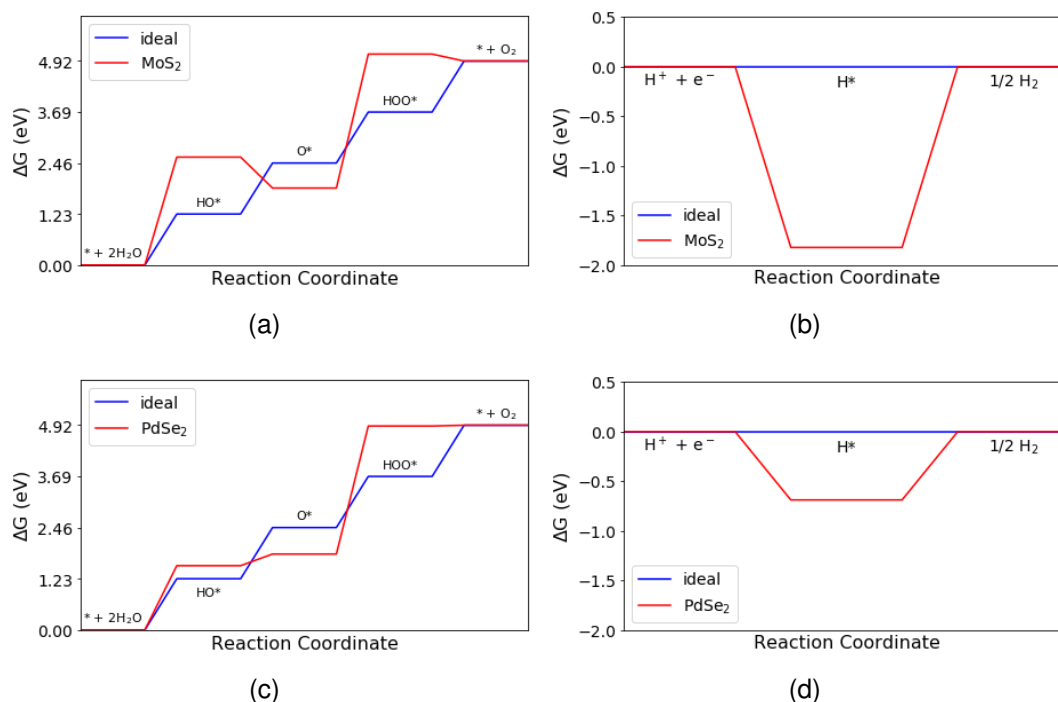 ΔG (eV)
4.92
3.69
2.46
1.23
0.00
ideal
MoS₂
* + 2H₂O
HO*
O*
HOO*
* + O₂
Reaction Coordinate
(a)
ΔG (eV)
0.5
0.0
−0.5
−1.0
−1.5
−2.0
H⁺ + e⁻
H*
1/2 H₂
ideal
MoS₂
Reaction Coordinate
(b)
ΔG (eV)
4.92
3.69
2.46
1.23
0.00
ideal
PdSe₂
* + 2H₂O
HO*
O*
HOO*
* + O₂
Reaction Coordinate
(c)
ΔG (eV)
0.5
0.0
−0.5
−1.0
−1.5
−2.0
H⁺ + e⁻
H*
1/2 H₂
ideal
PdSe₂
Reaction Coordinate
(d)